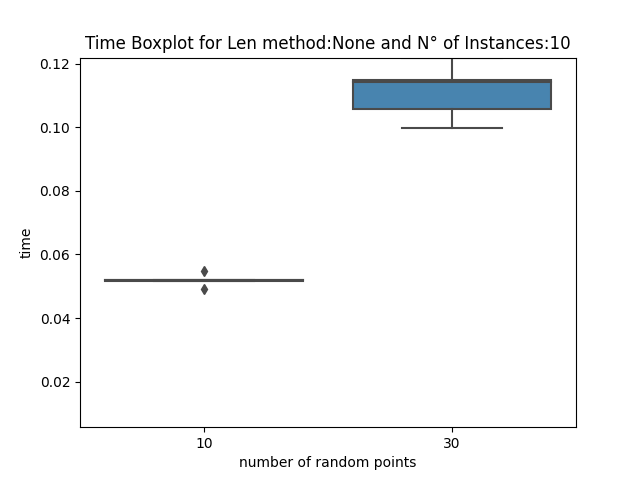 Time Boxplot for Len method:None and N° of Instances:10
0.12
0.10
0.08
0.06
0.04
0.02
time
10 30
number of random points